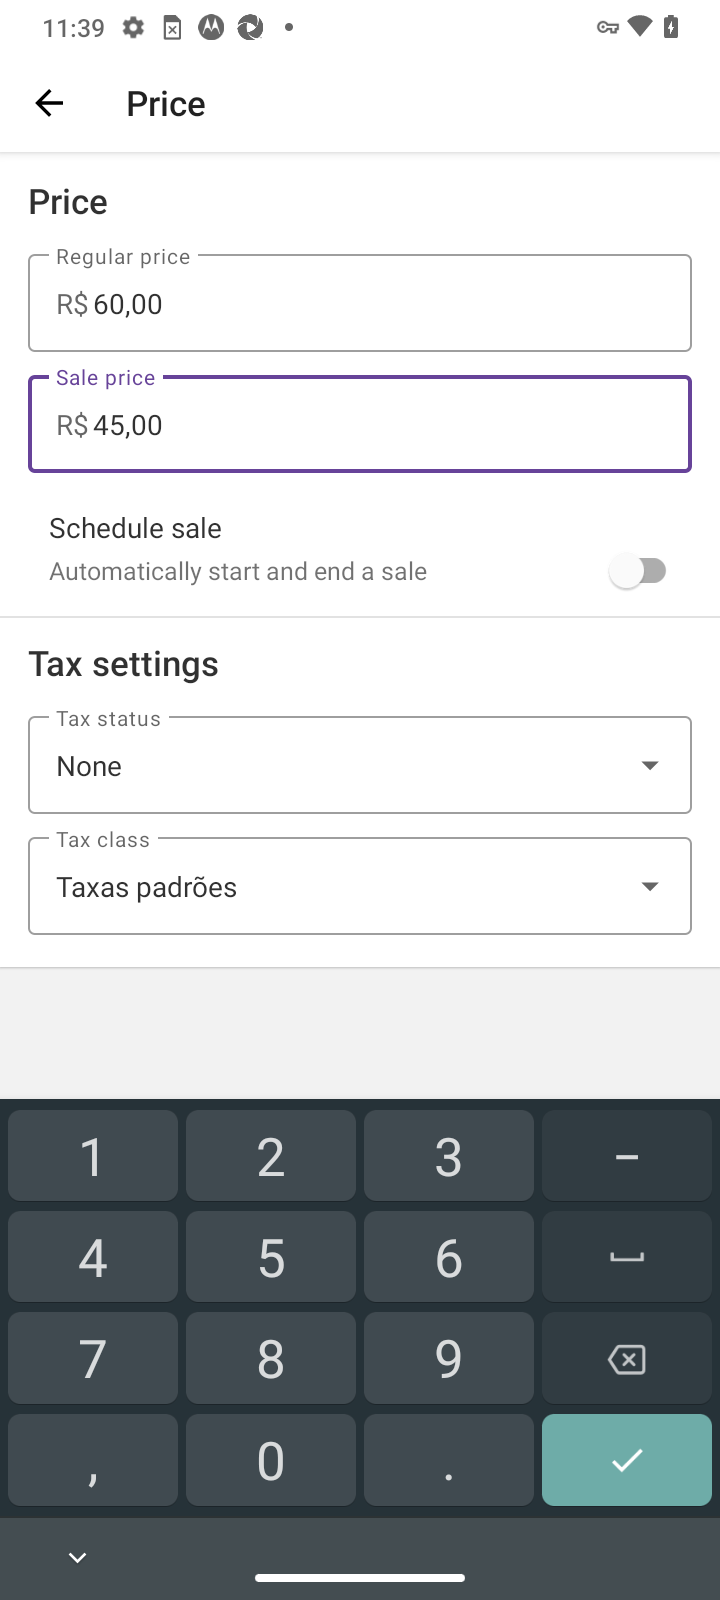 11:39
Price
Price
Regular price
R$ 60,00
Sale price
R$ 45,00
Schedule sale
Automatically start and end a sale
Tax settings
Tax status
None
Tax class
Taxas padrões
1 2 3 –
4 5 6
7 8 9
, 0 .